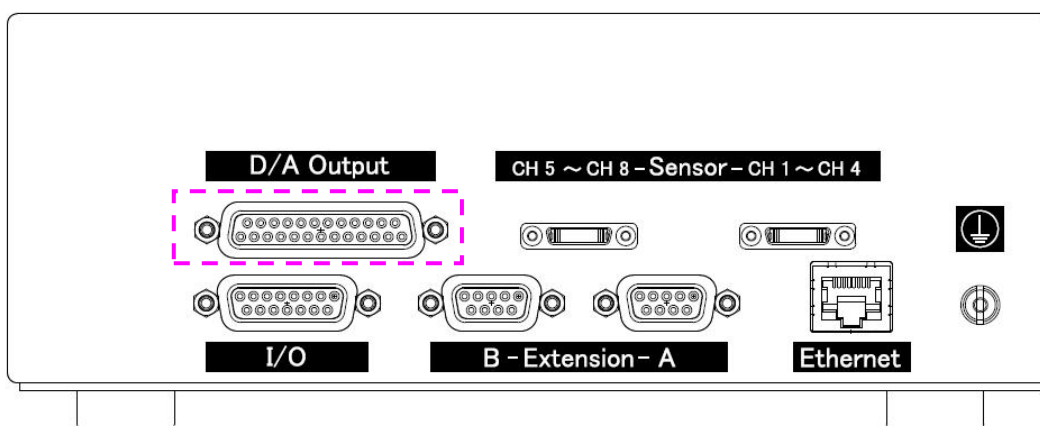 D/A Output
CH 5 ～ CH 8 – Sensor – CH 1 ～ CH 4
I/O
B – Extension – A
Ethernet